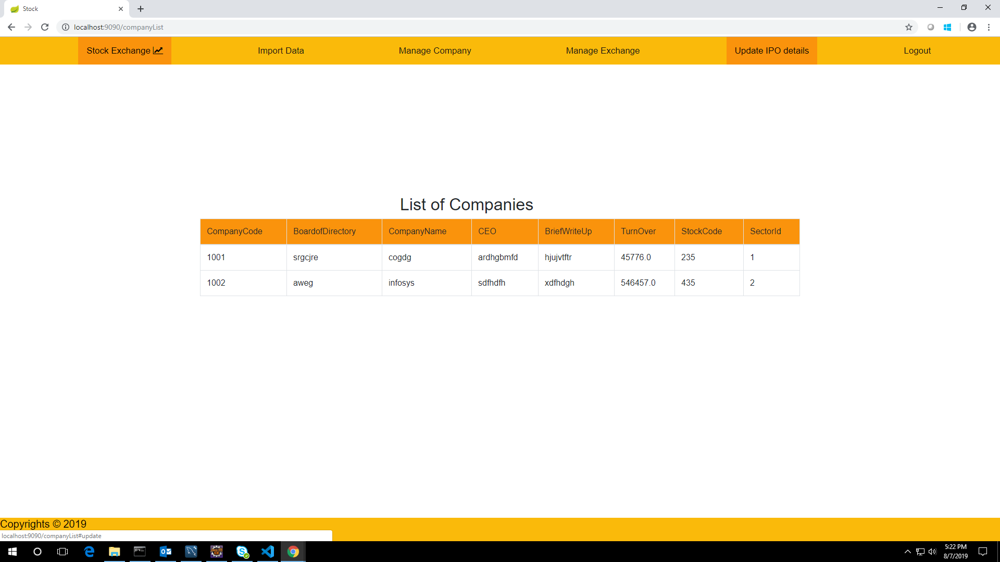 Stock
localhost:9090/companyList
Stock Exchange Import Data Manage Company Manage Exchange Update IPO details Logout
List of Companies
CompanyCode BoardofDirectory CompanyName CEO BriefWriteUp TurnOver StockCode SectorId
1001 srgcjre cogdg ardhgbmfd hjujvtftr 45776.0 235 1
1002 aweg infosys sdfhdfh xdfhdgh 546457.0 435 2
Copyrights © 2019
localhost:9090/companyList#update
5:22 PM
8/7/2019